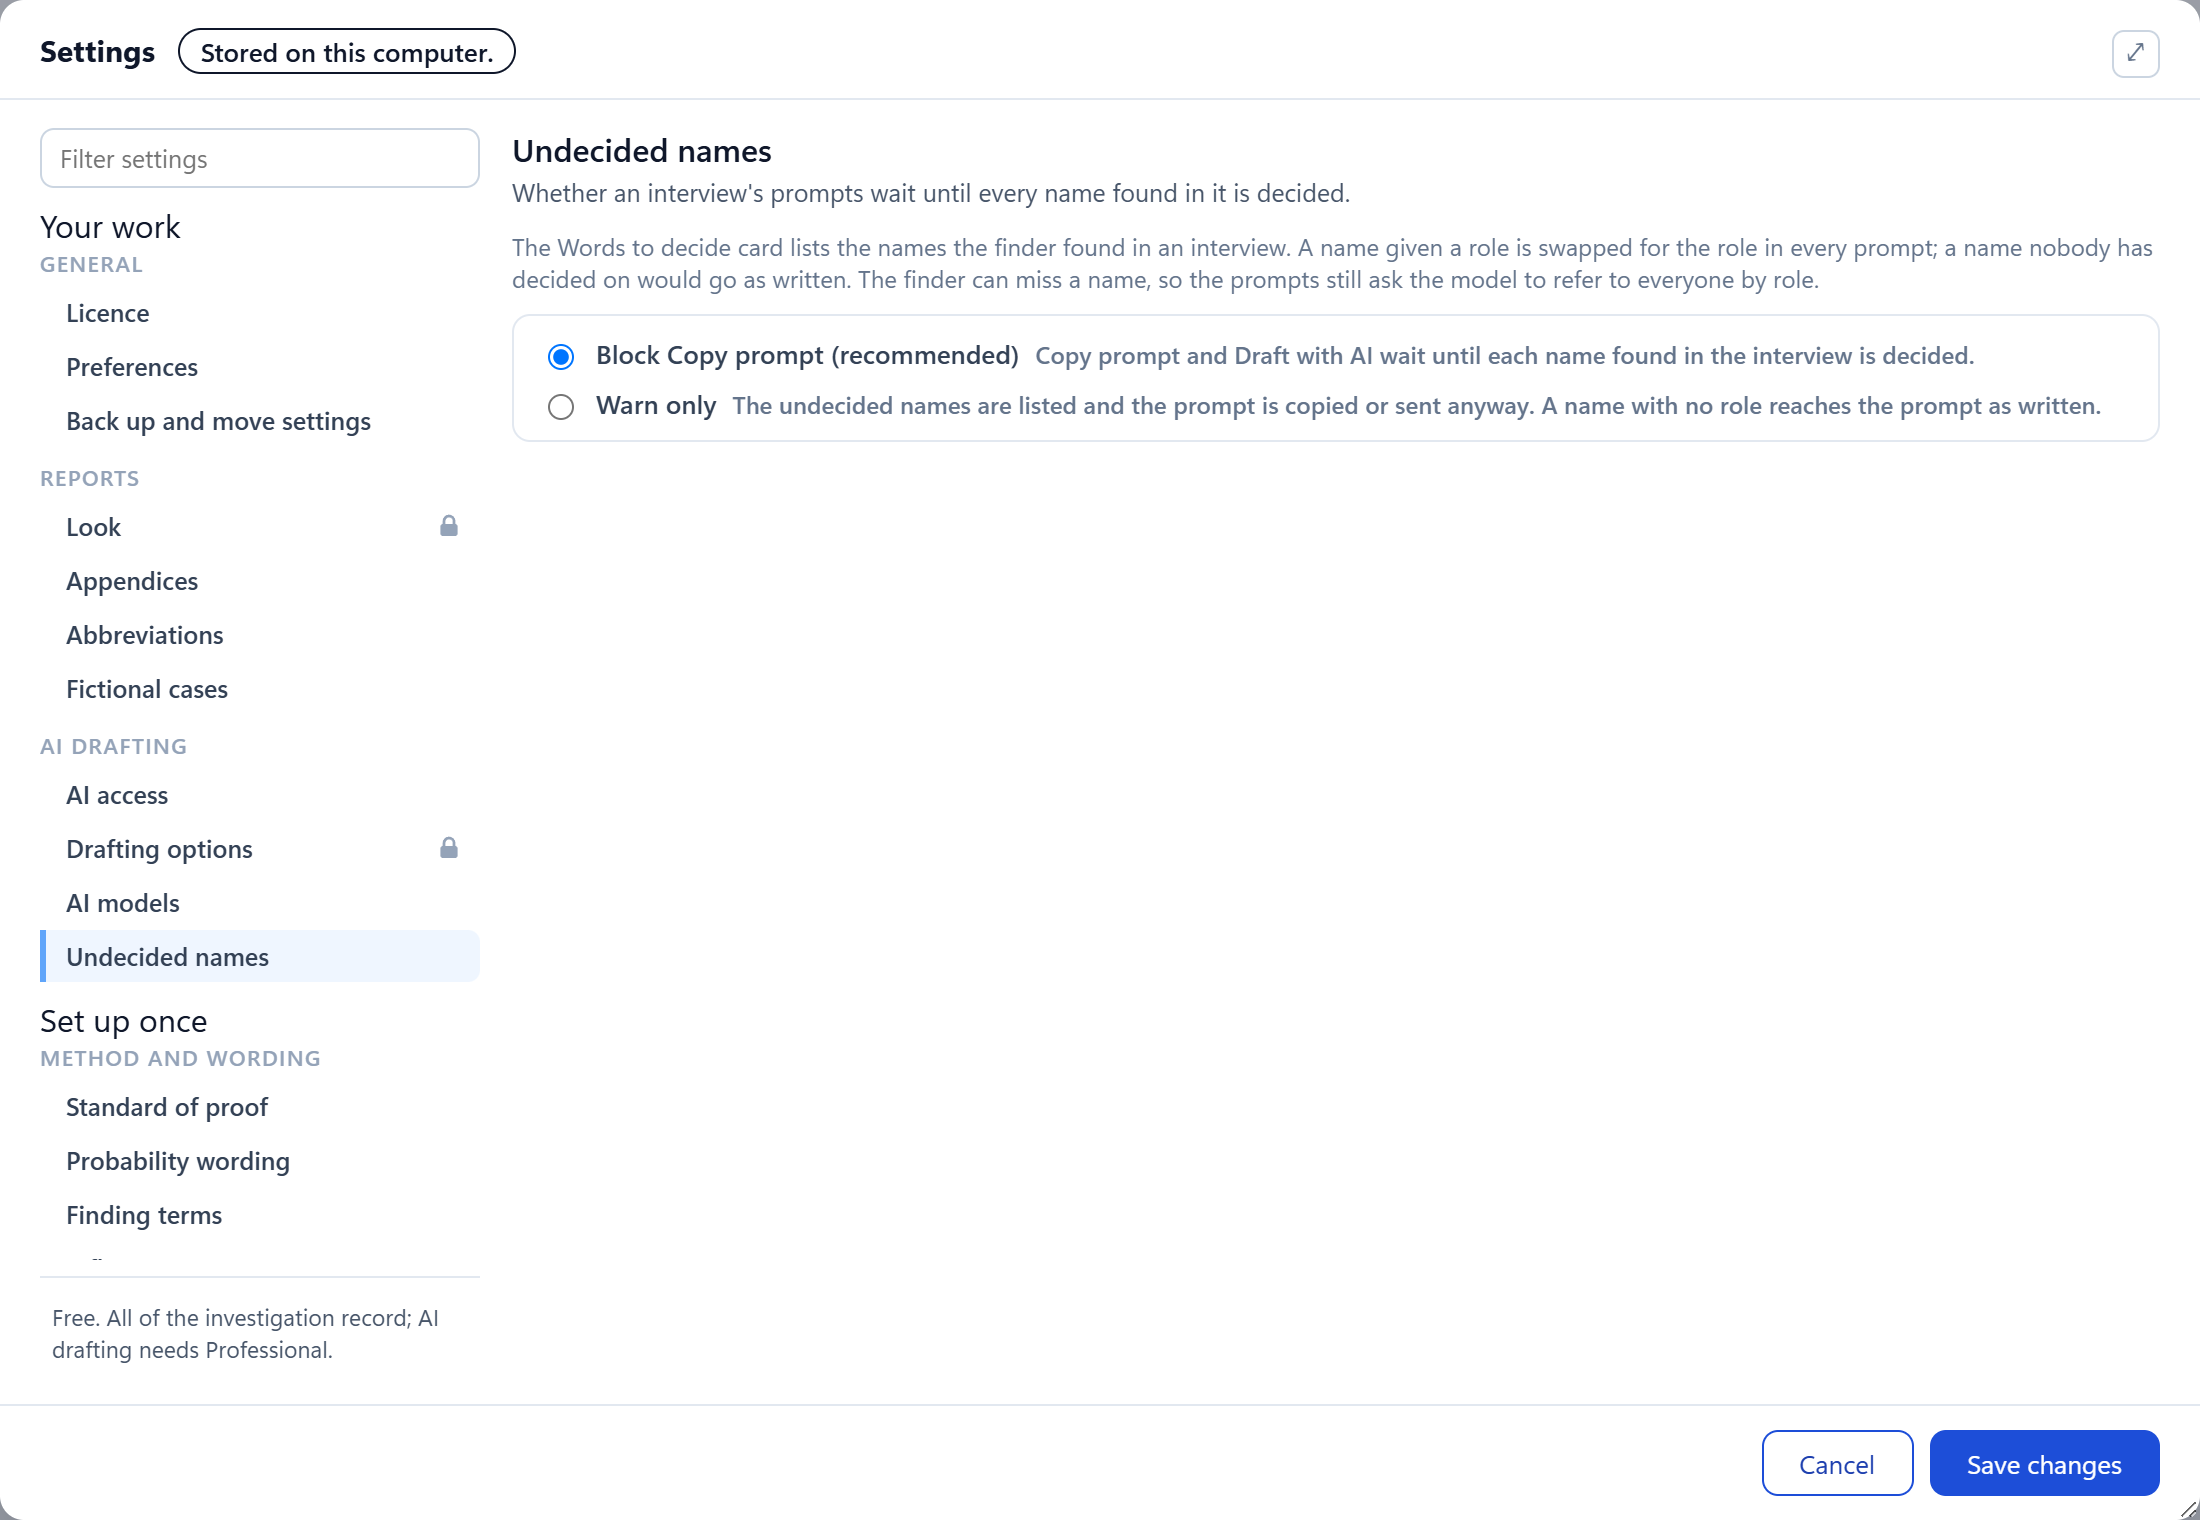 Settings
Stored on this computer.
Filter settings
Your work
GENERAL
Licence
Preferences
Back up and move settings
REPORTS
Look
Appendices
Abbreviations
Fictional cases
AI DRAFTING
AI access
Drafting options
AI models
Undecided names
Set up once
METHOD AND WORDING
Standard of proof
Probability wording
Finding terms
Free. All of the investigation record; AI
drafting needs Professional.
Undecided names
Whether an interview's prompts wait until every name found in it is decided.
The Words to decide card lists the names the finder found in an interview. A name given a role is swapped for the role in every prompt; a name nobody has
decided on would go as written. The finder can miss a name, so the prompts still ask the model to refer to everyone by role.
Block Copy prompt (recommended) Copy prompt and Draft with AI wait until each name found in the interview is decided.
Warn only The undecided names are listed and the prompt is copied or sent anyway. A name with no role reaches the prompt as written.
Cancel
Save changes